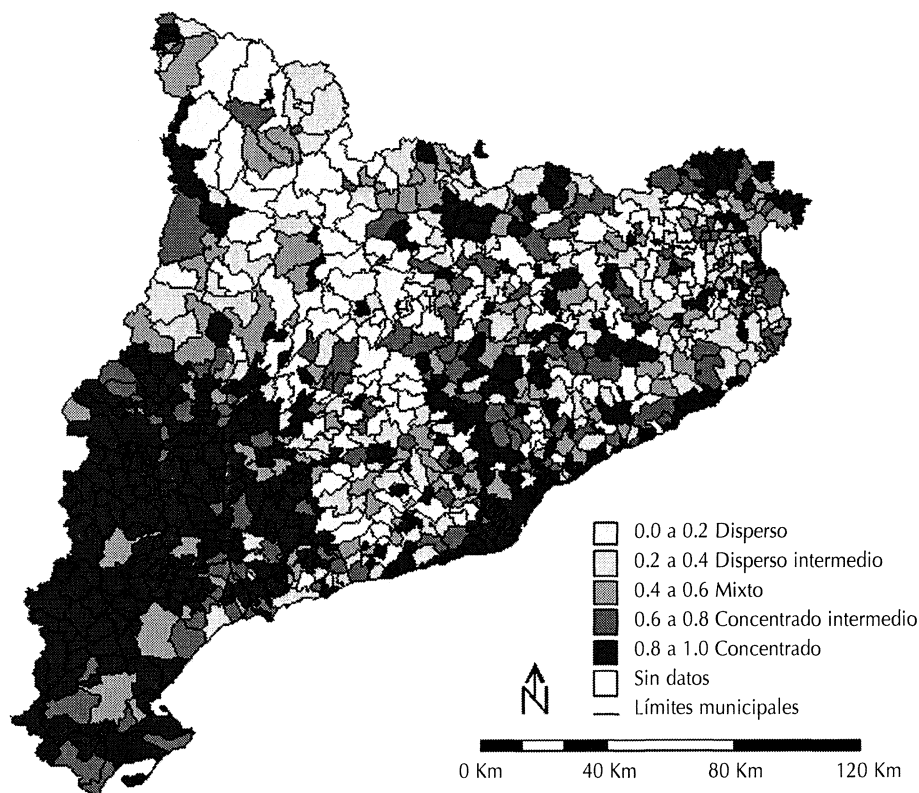 0.0 a 0.2 Disperso
0.2 a 0.4 Disperso intermedio
0.4 a 0.6 Mixto
0.6 a 0.8 Concentrado intermedio
0.8 a 1.0 Concentrado
Sin datos
Límites municipales
N
0 Km 40 Km 80 Km 120 Km